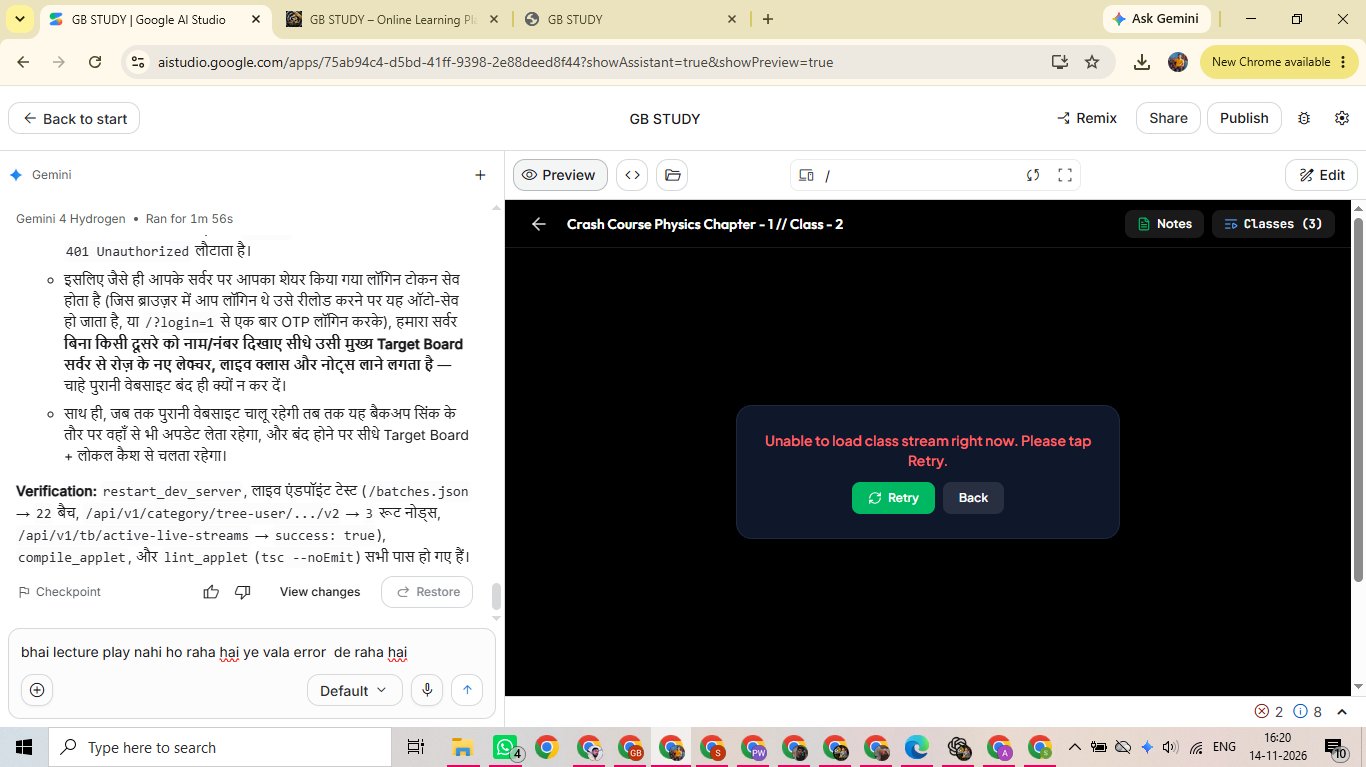 GB STUDY | Google AI Studio
GB STUDY – Online Learning Pl
GB STUDY
Ask Gemini
aistudio.google.com/apps/75ab94c4-d5bd-41ff-9398-2e88deed8f44?showAssistant=true&showPreview=true
New Chrome available
Back to start
GB STUDY
Remix
Share
Publish
Gemini
Preview
/
Edit
Gemini 4 Hydrogen • Ran for 1m 56s
401 Unauthorized लौटाता है।
इसलिए जैसे ही आपके सर्वर पर आपका शेयर किया गया लॉगिन टोकन सेव
होता है (जिस ब्राउज़र में आप लॉगिन थे उसे रीलोड करने पर यह ऑटो-सेव
हो जाता है, या /?login=1 से एक बार OTP लॉगिन करके), हमारा सर्वर
बिना किसी दूसरे को नाम/नंबर दिखाए सीधे उसी मुख्य Target Board
सर्वर से रोज़ के नए लेक्चर, लाइव क्लास और नोट्स लाने लगता है —
चाहे पुरानी वेबसाइट बंद ही क्यों न कर दें।
साथ ही, जब तक पुरानी वेबसाइट चालू रहेगी तब तक यह बैकअप सिंक के
तौर पर वहाँ से भी अपडेट लेता रहेगा, और बंद होने पर सीधे Target Board
+ लोकल कैश से चलता रहेगा।
Verification: restart_dev_server, लाइव एंडपॉइंट टेस्ट (/batches.json
→ 22 बैच, /api/v1/category/tree-user/.../v2 → 3 रूट नोड्स,
/api/v1/tb/active-live-streams → success: true),
compile_applet, और lint_applet (tsc --noEmit) सभी पास हो गए हैं।
Checkpoint
View changes
Restore
bhai lecture play nahi ho raha hai ye vala error de raha hai
Default
Crash Course Physics Chapter - 1 // Class - 2
Notes
Classes (3)
Unable to load class stream right now. Please tap
Retry.
Retry
Back
2
8
Type here to search
4
GB
S
PW
A
S
ENG
16:20
14-11-2026
10